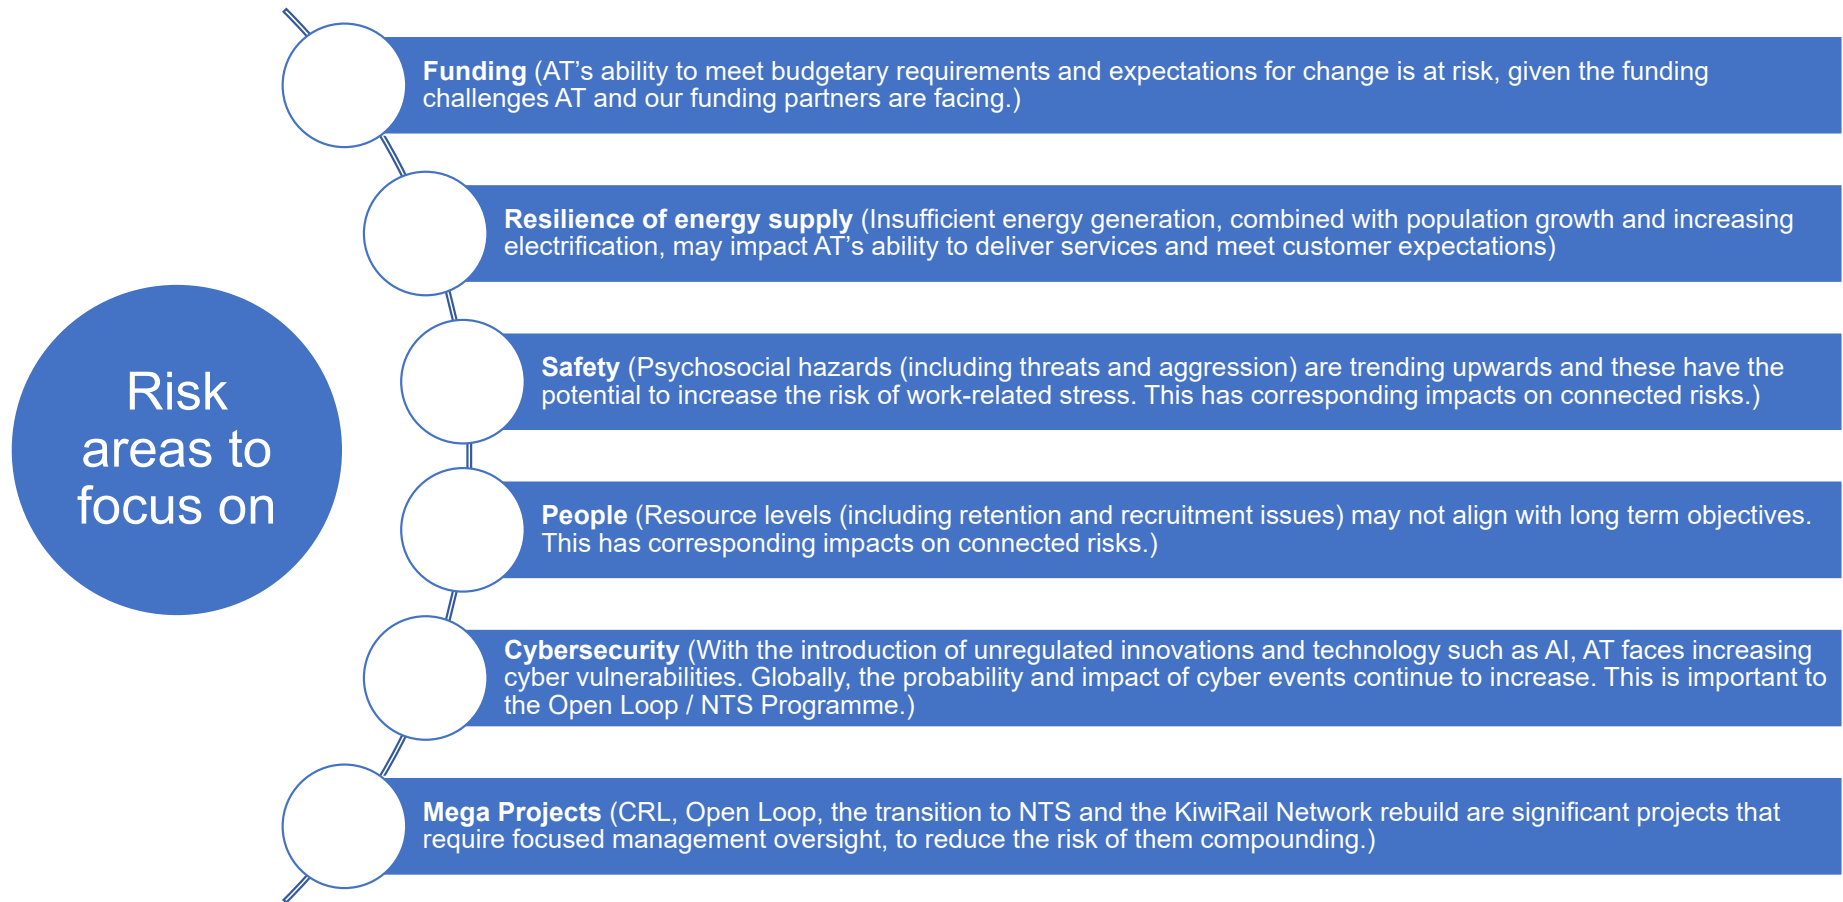 Risk
areas to
focus on
Funding (AT’s ability to meet budgetary requirements and expectations for change is at risk, given the funding
challenges AT and our funding partners are facing.)
Resilience of energy supply (Insufficient energy generation, combined with population growth and increasing
electrification, may impact AT’s ability to deliver services and meet customer expectations)
Safety (Psychosocial hazards (including threats and aggression) are trending upwards and these have the
potential to increase the risk of work-related stress. This has corresponding impacts on connected risks.)
People (Resource levels (including retention and recruitment issues) may not align with long term objectives.
This has corresponding impacts on connected risks.)
Cybersecurity (With the introduction of unregulated innovations and technology such as AI, AT faces increasing
cyber vulnerabilities. Globally, the probability and impact of cyber events continue to increase. This is important to
the Open Loop / NTS Programme.)
Mega Projects (CRL, Open Loop, the transition to NTS and the KiwiRail Network rebuild are significant projects that
require focused management oversight, to reduce the risk of them compounding.)